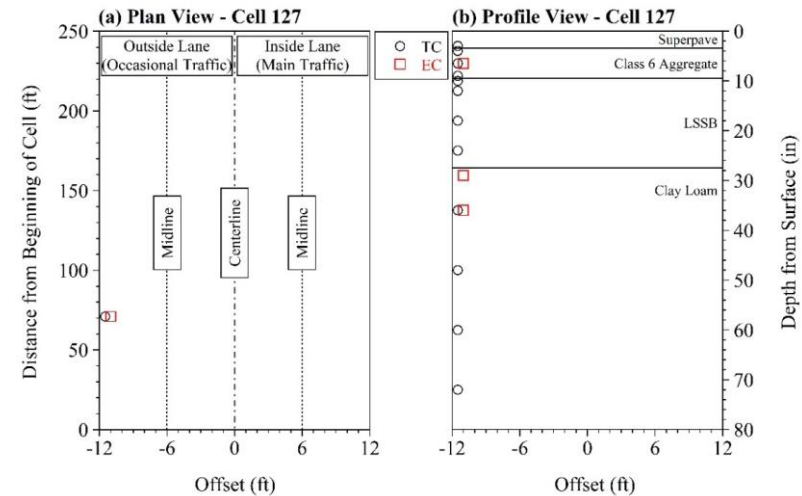 (a) Plan View - Cell 127
(b) Profile View - Cell 127
250
200
150
100
50
0
Distance from Beginning of Cell (ft)
Outside Lane
(Occasional Traffic)
Inside Lane
(Main Traffic)
Midline
Centerline
Midline
-12
-6
0
6
12
Offset (ft)
TC
EC
Superpave
Class 6 Aggregate
LSSB
Clay Loam
0
10
20
30
40
50
60
70
80
Depth from Surface (in)
-12
-6
0
6
12
Offset (ft)